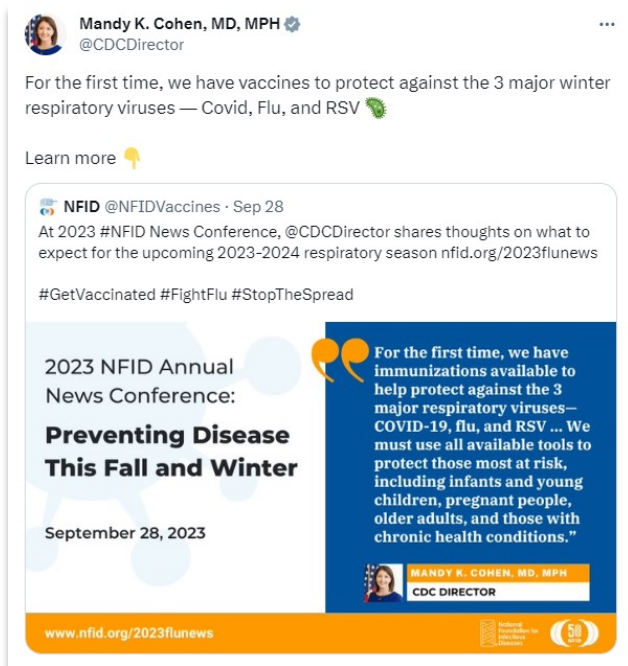 Mandy K. Cohen, MD, MPH
@CDCDirector
For the first time, we have vaccines to protect against the 3 major winter
respiratory viruses — Covid, Flu, and RSV 🦠
Learn more 👇
NFID @NFIDVaccines · Sep 28
At 2023 #NFID News Conference, @CDCDirector shares thoughts on what to
expect for the upcoming 2023-2024 respiratory season nfid.org/2023flunews
#GetVaccinated #FightFlu #StopTheSpread
2023 NFID Annual
News Conference:
Preventing Disease
This Fall and Winter
September 28, 2023
For the first time, we have
immunizations available to
help protect against the 3
major respiratory viruses—
COVID-19, flu, and RSV ... We
must use all available tools to
protect those most at risk,
including infants and young
children, pregnant people,
older adults, and those with
chronic health conditions.”
MANDY K. COHEN, MD, MPH
CDC DIRECTOR
www.nfid.org/2023flunews
National
Foundation for
Infectious
Diseases
50